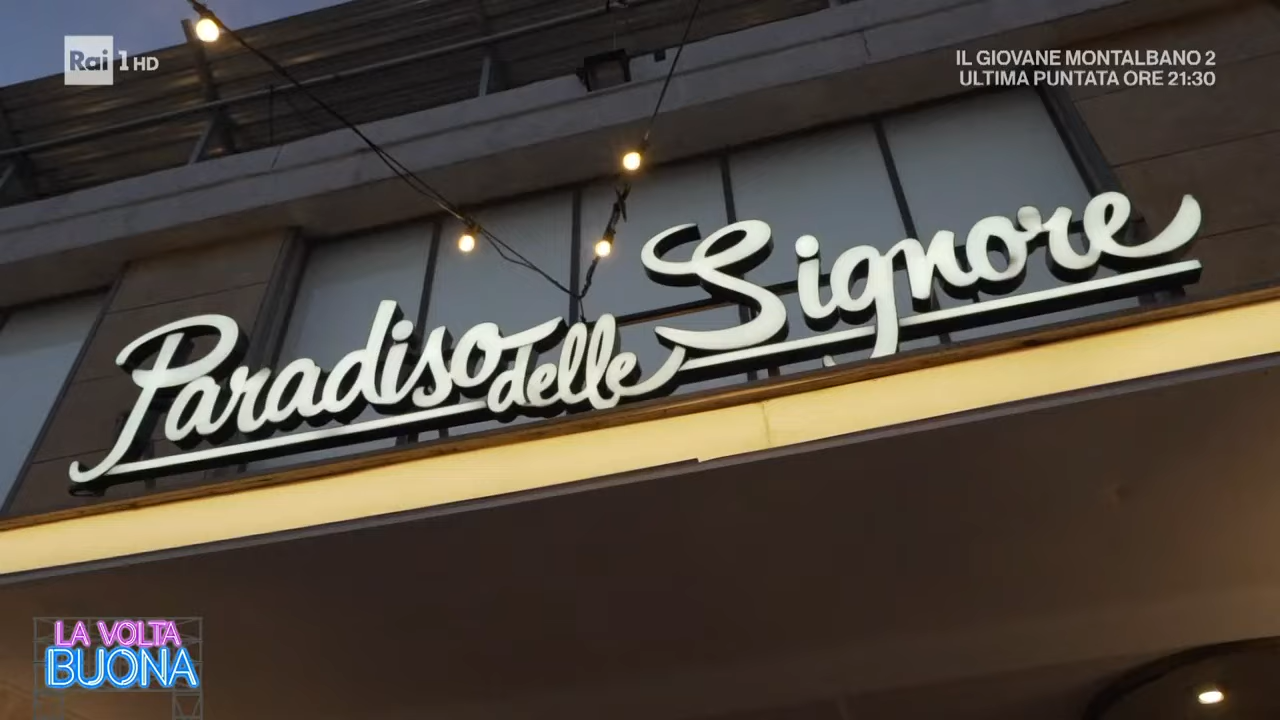 Rai 1 HD
IL GIOVANE MONTALBANO 2
ULTIMA PUNTATA ORE 21:30
Paradiso delle Signore
LA VOLTA
BUONA